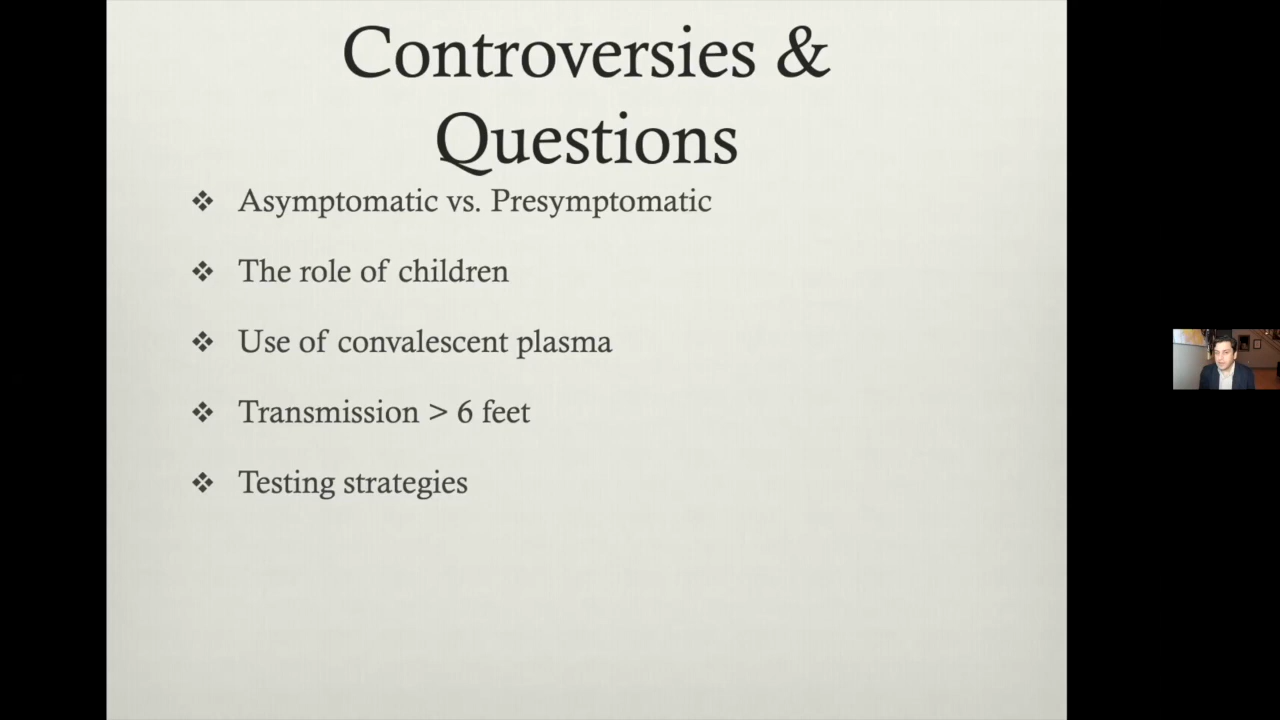 Controversies &
Questions
Asymptomatic vs. Presymptomatic
The role of children
Use of convalescent plasma
Transmission > 6 feet
Testing strategies